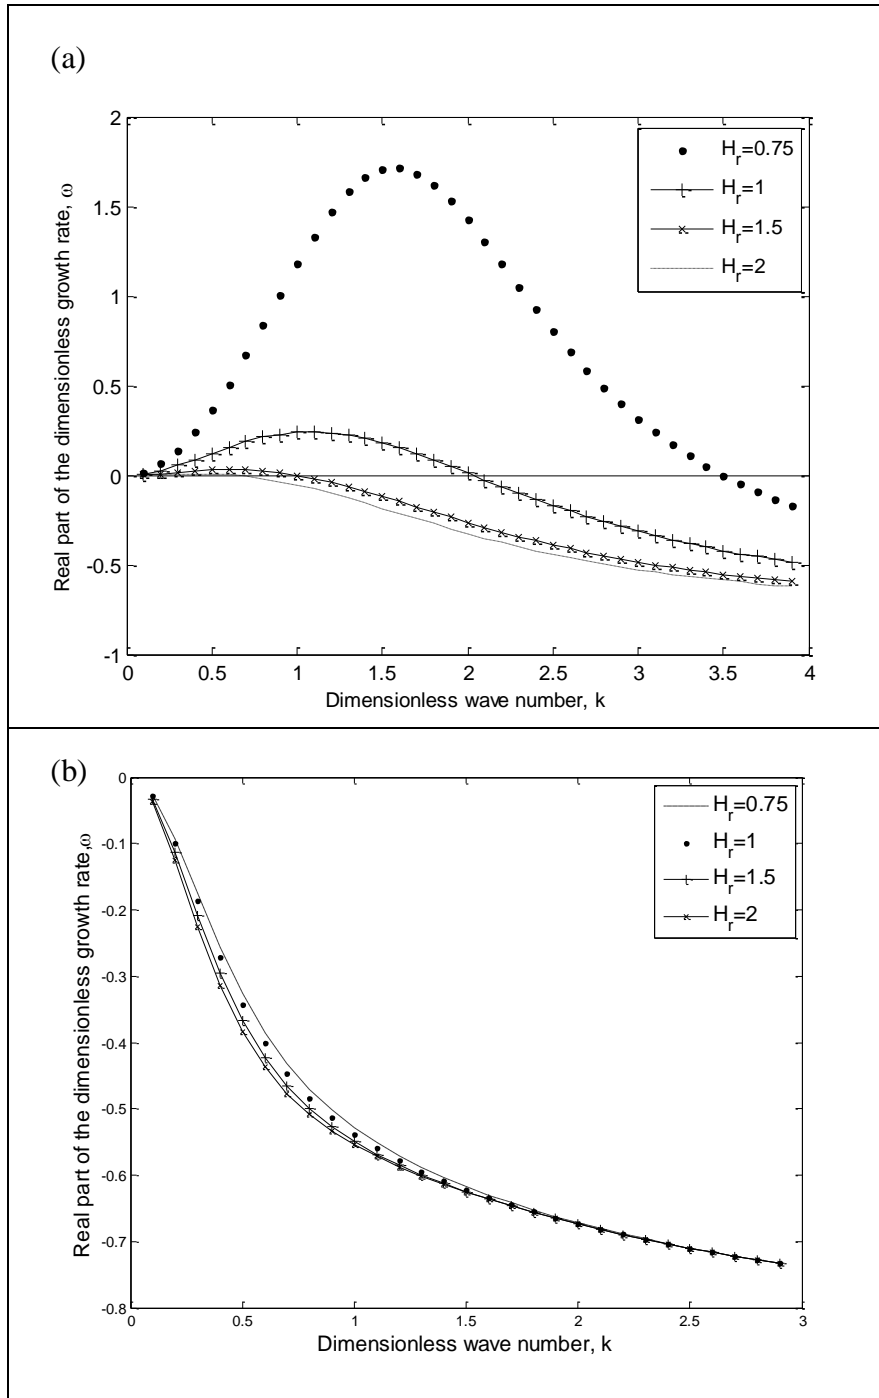 (a)
2
1.5
1
0.5
0
-0.5
-1
0
0.5
1
1.5
2
2.5
3
3.5
4
Real part of the dimensionless growth rate, ω
Dimensionless wave number, k
H_r=0.75
H_r=1
H_r=1.5
H_r=2
(b)
0
-0.1
-0.2
-0.3
-0.4
-0.5
-0.6
-0.7
-0.8
0
0.5
1
1.5
2
2.5
3
Real part of the dimensionless growth rate,ω
Dimensionless wave number, k
H_r=0.75
H_r=1
H_r=1.5
H_r=2